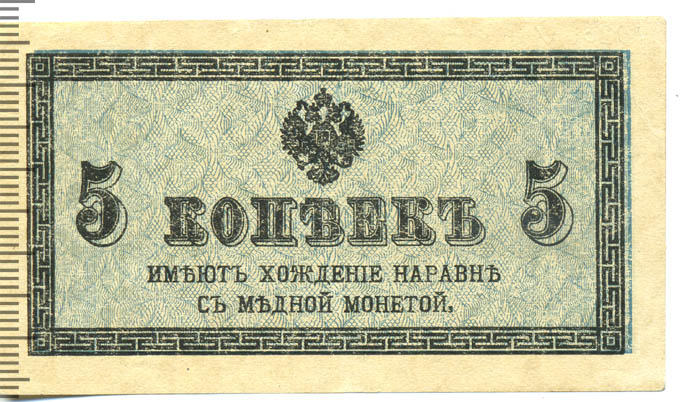 5 КОПѢЕКЪ 5
ИМѢЮТЪ ХОЖДЕНІЕ НАРАВНѢ
СЪ МѢДНОЙ МОНЕТОЙ.